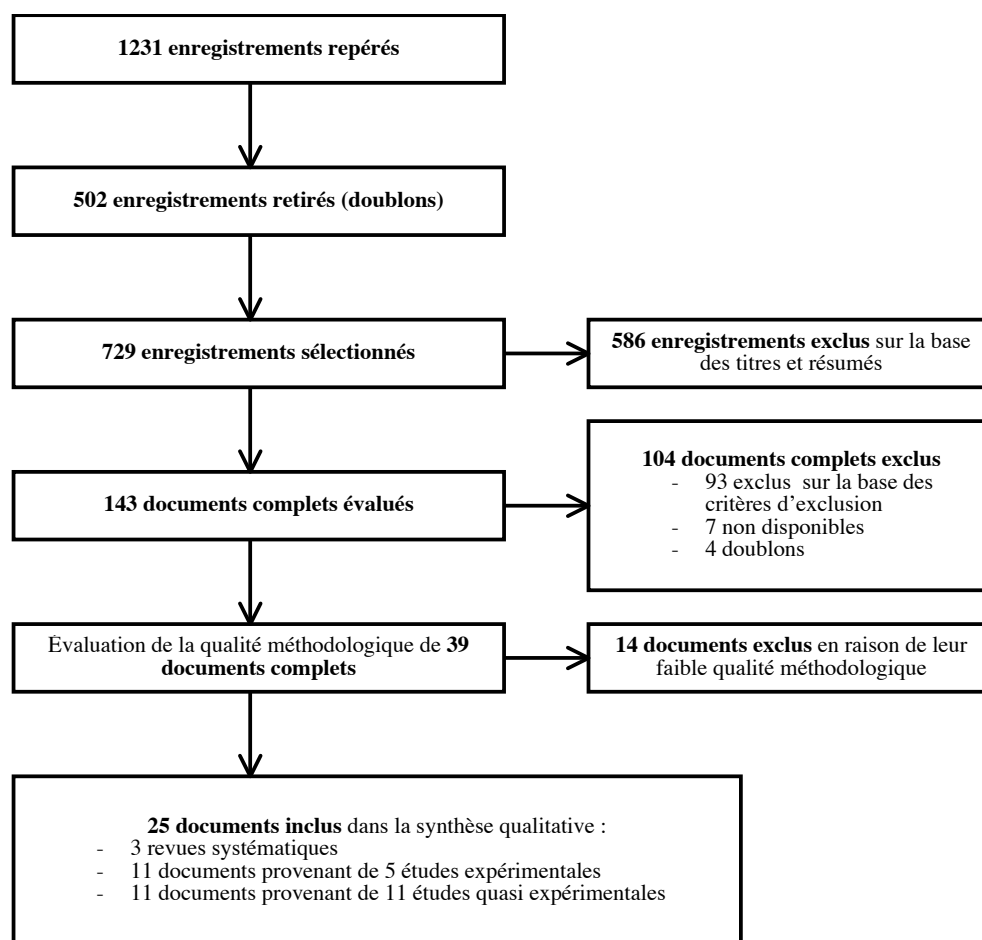 1231 enregistrements repérés
502 enregistrements retirés (doublons)
729 enregistrements sélectionnés
586 enregistrements exclus sur la base
des titres et résumés
143 documents complets évalués
104 documents complets exclus
- 93 exclus sur la base des
critères d’exclusion
- 7 non disponibles
- 4 doublons
Évaluation de la qualité méthodologique de 39
documents complets
14 documents exclus en raison de leur
faible qualité méthodologique
25 documents inclus dans la synthèse qualitative :
- 3 revues systématiques
- 11 documents provenant de 5 études expérimentales
- 11 documents provenant de 11 études quasi expérimentales